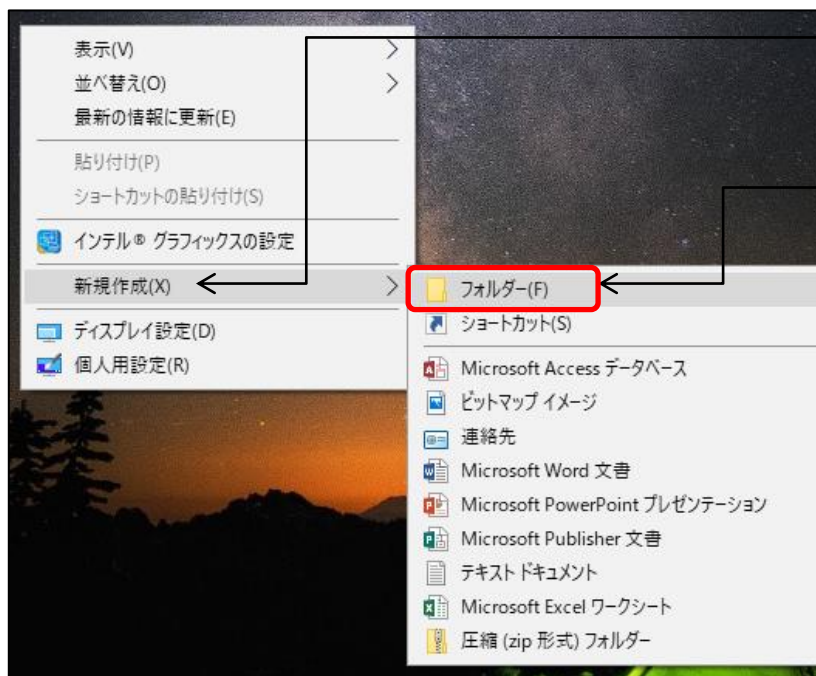 表示(V)
並べ替え(O)
最新の情報に更新(E)
貼り付け(P)
ショートカットの貼り付け(S)
インテル® グラフィックスの設定
新規作成(X)
ディスプレイ設定(D)
個人用設定(R)
フォルダー(F)
ショートカット(S)
Microsoft Access データベース
ビットマップ イメージ
連絡先
Microsoft Word 文書
Microsoft PowerPoint プレゼンテーション
Microsoft Publisher 文書
テキスト ドキュメント
Microsoft Excel ワークシート
圧縮 (zip 形式) フォルダー